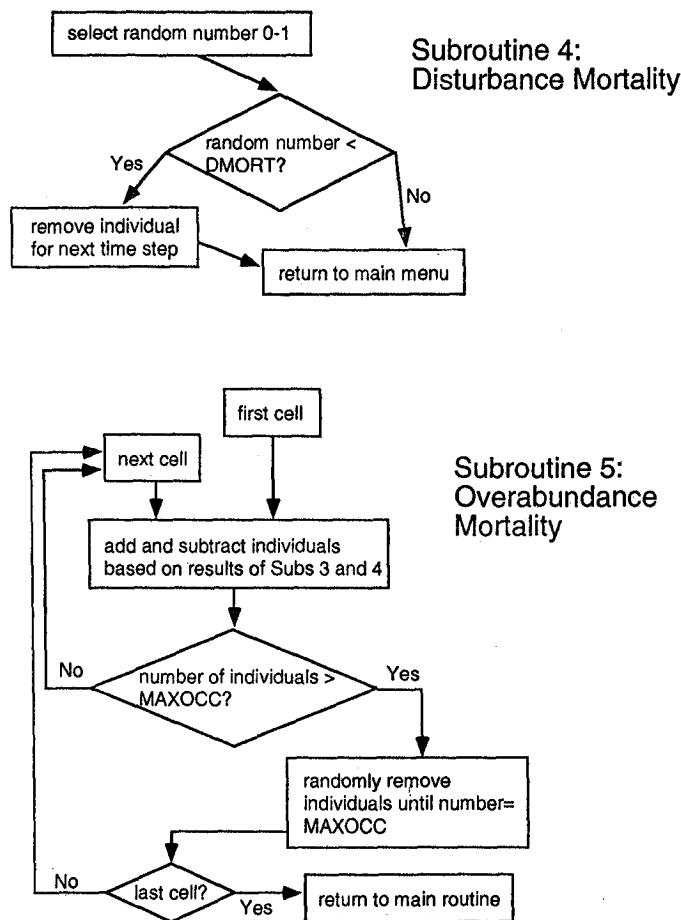 select random number 0-1
Subroutine 4:
Disturbance Mortality
random number <
DMORT?
Yes
No
remove individual
for next time step
return to main menu
first cell
next cell
Subroutine 5:
Overabundance
Mortality
add and subtract individuals
based on results of Subs 3 and 4
No
number of individuals >
MAXOCC?
Yes
randomly remove
individuals until number=
MAXOCC
No
last cell?
Yes
return to main routine